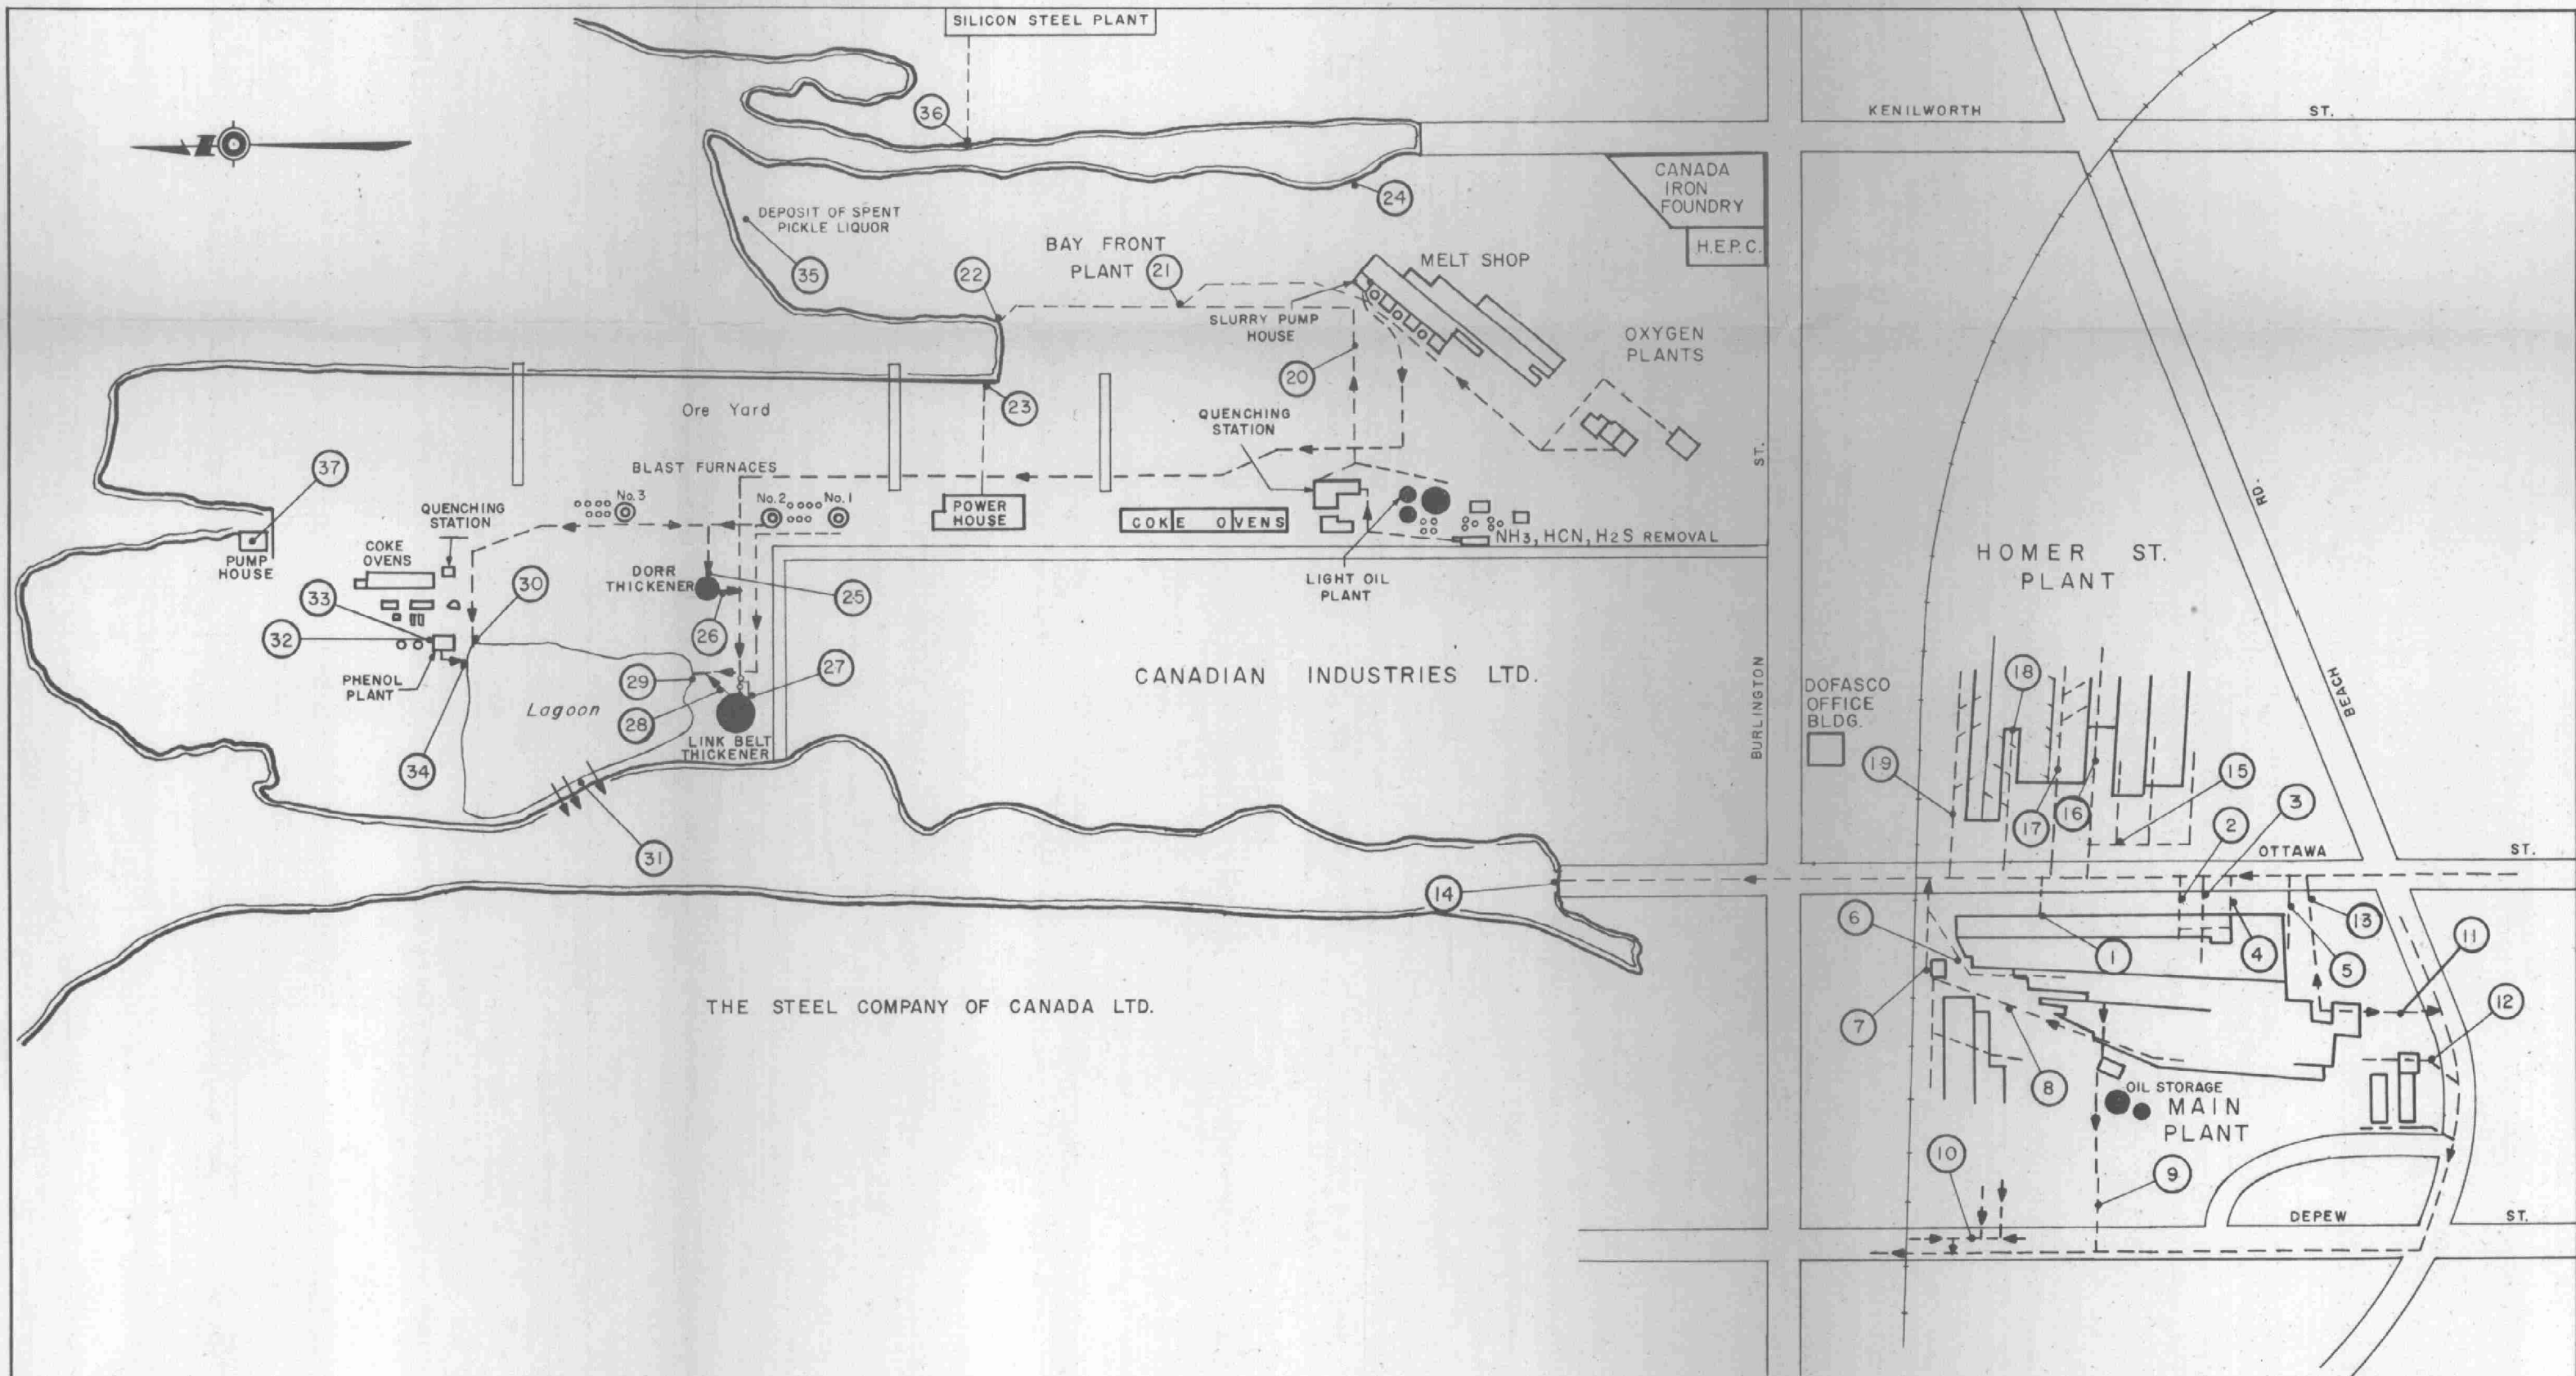 SILICON STEEL PLANT
36
KENILWORTH
ST.
24
CANADA
IRON
FOUNDRY
H.E.P.C.
DEPOSIT OF SPENT
PICKLE LIQUOR
35
BAY FRONT
PLANT
21
22
MELT SHOP
SLURRY PUMP
HOUSE
OXYGEN
PLANTS
20
23
Ore Yard
QUENCHING
STATION
ST.
37
BLAST FURNACES
No.3
No.2
No.1
QUENCHING
STATION
POWER
HOUSE
COKE OVENS
NH3, HCN, H2S REMOVAL
RD.
PUMP
HOUSE
COKE
OVENS
DORR
THICKENER
LIGHT OIL
PLANT
HOMER ST.
PLANT
30
33
25
32
26
27
29
PHENOL
PLANT
Lagoon
28
LINK BELT
THICKENER
34
31
CANADIAN INDUSTRIES LTD.
BURLINGTON
DOFASCO
OFFICE
BLDG.
BEACH
18
19
17
16
15
2
3
OTTAWA
ST.
14
6
1
4
5
13
11
7
12
8
THE STEEL COMPANY OF CANADA LTD.
OIL STORAGE
MAIN
PLANT
10
9
DEPEW
ST.